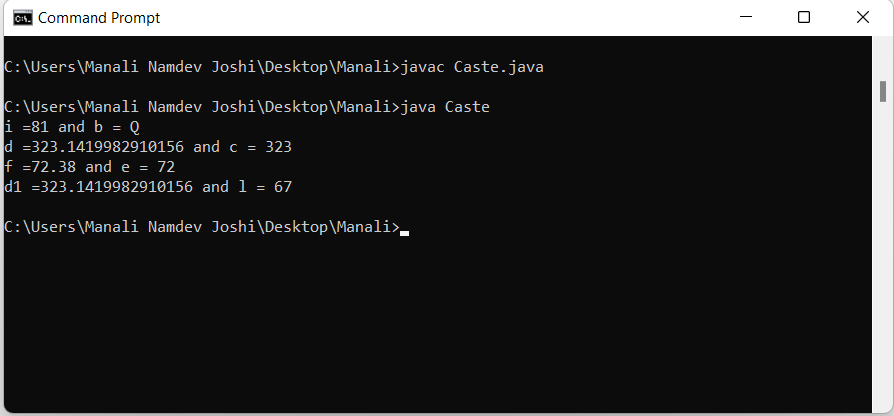 Command Prompt
C:\Users\Manali Namdev Joshi\Desktop\Manali>javac Caste.java
C:\Users\Manali Namdev Joshi\Desktop\Manali>java Caste
i =81 and b = Q
d =323.1419982910156 and c = 323
f =72.38 and e = 72
d1 =323.1419982910156 and l = 67
C:\Users\Manali Namdev Joshi\Desktop\Manali>